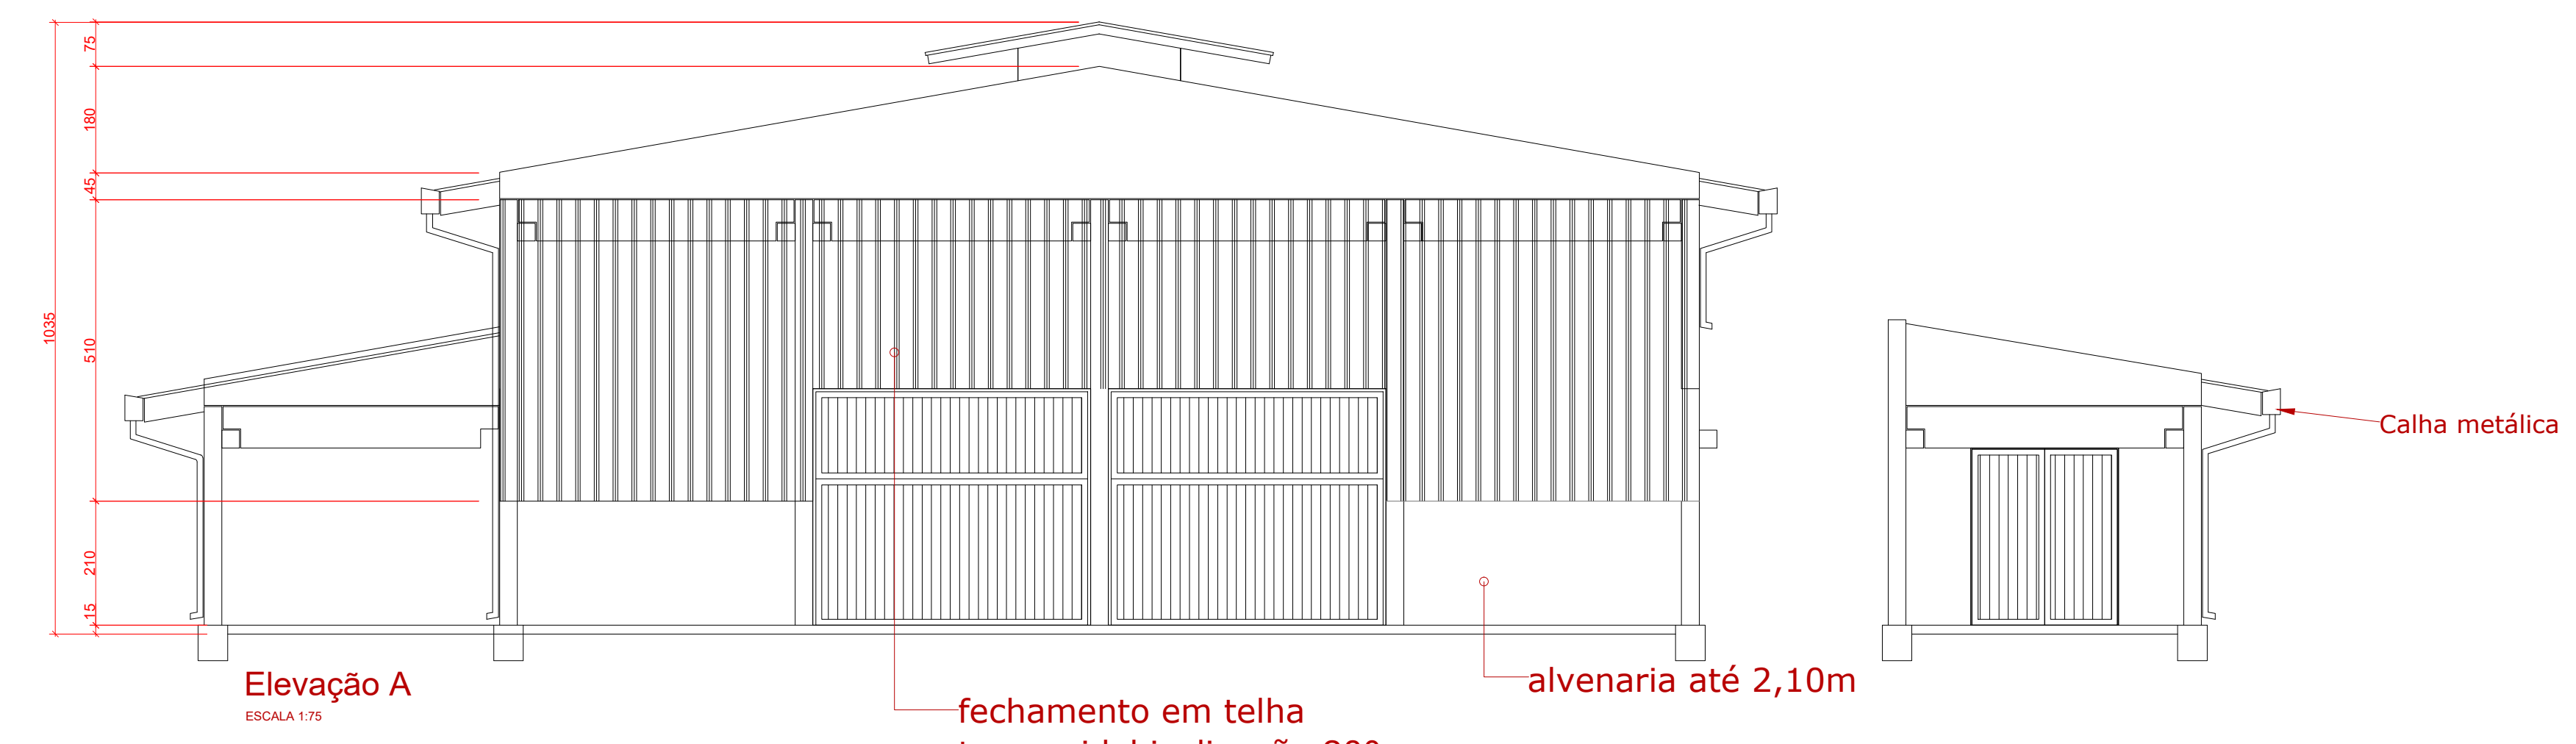 75
180
45
1035
510
210
15
Calha metálica
Elevação A
ESCALA 1:75
alvenaria até 2,10m
fechamento em telha